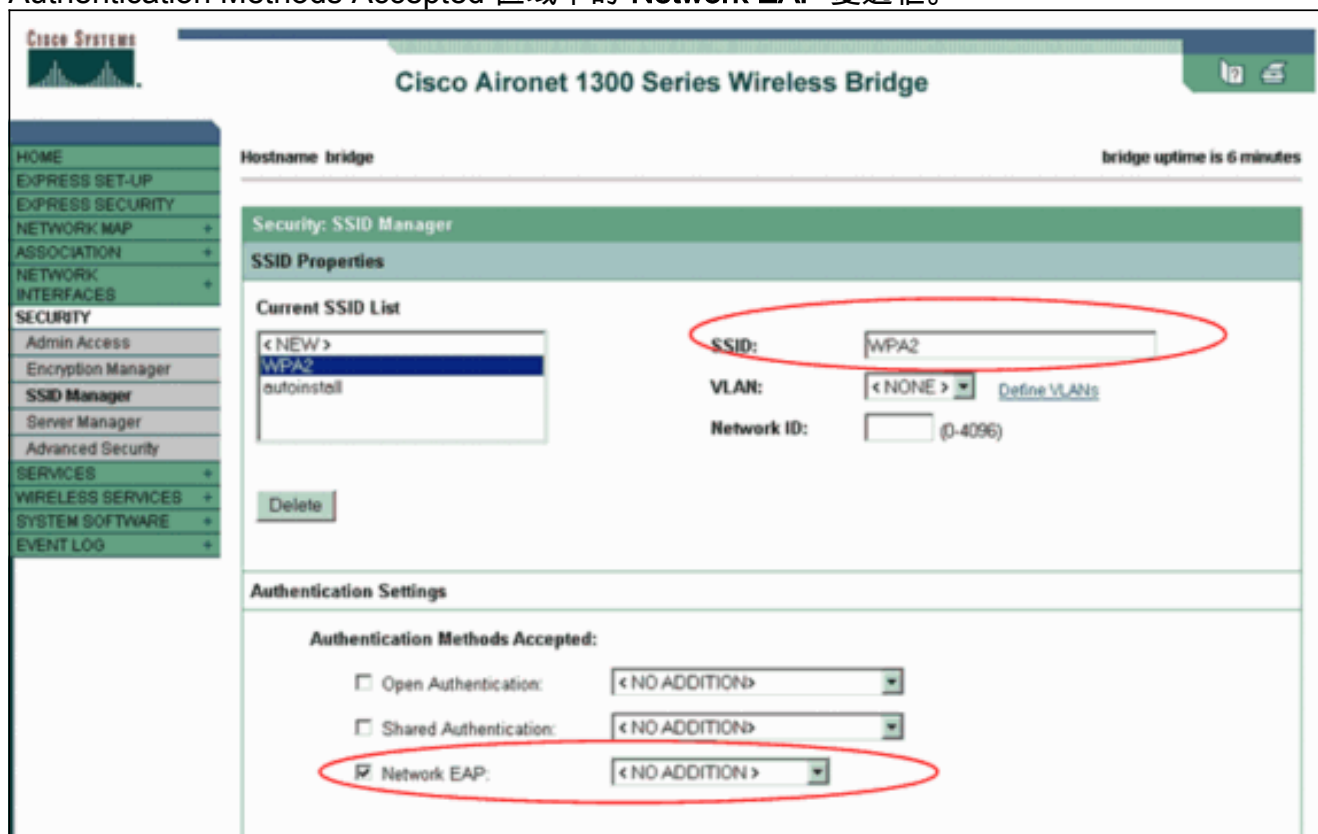 Authentication Methods Accepted 区域中的 Network EAP 复选框。
CISCO SYSTEMS
Cisco Aironet 1300 Series Wireless Bridge
HOME
EXPRESS SET-UP
EXPRESS SECURITY
NETWORK MAP +
ASSOCIATION +
NETWORK INTERFACES +
SECURITY
Admin Access
Encryption Manager
SSID Manager
Server Manager
Advanced Security
SERVICES +
WIRELESS SERVICES +
SYSTEM SOFTWARE +
EVENT LOG +
Hostname bridge
bridge uptime is 6 minutes
Security: SSID Manager
SSID Properties
Current SSID List
< NEW >
WPA2
autoinstall
SSID: WPA2
VLAN: < NONE > Define VLANs
Network ID: (0-4096)
Delete
Authentication Settings
Authentication Methods Accepted:
Open Authentication: < NO ADDITION>
Shared Authentication: < NO ADDITION>
Network EAP: < NO ADDITION >